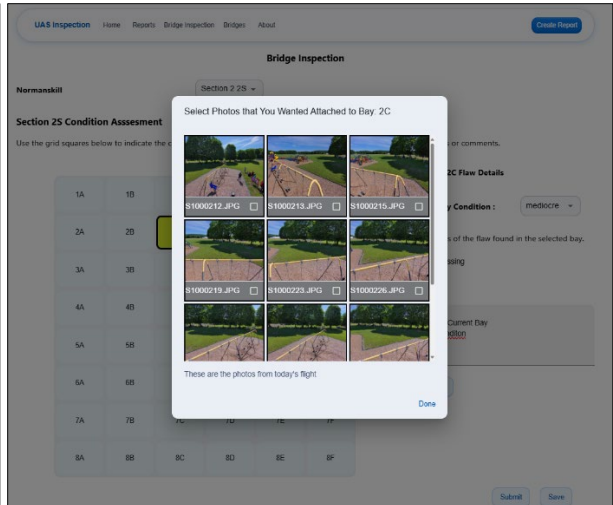 UAS Inspection Home Reports Bridge Inspection Bridges About Create Report
Bridge Inspection
Normanskill Section 2 2S
Section 2S Condition Asssesment
Use the grid squares below to indicate the c
s or comments.
Select Photos that You Wanted Attached to Bay: 2C
S1000212.JPG S1000213.JPG S1000215.JPG
S1000219.JPG S1000223.JPG S1000226.JPG
These are the photos from today's flight
Done
2C Flaw Details
y Condition : mediocre
s of the flaw found in the selected bay.
ssing
Current Bay
1A 1B
2A 2B
3A 3B
4A 4B
5A 5B
6A 6B
7A 7B 7C 7D 7E 7F
8A 8B 8C 8D 8E 8F
Submit Save